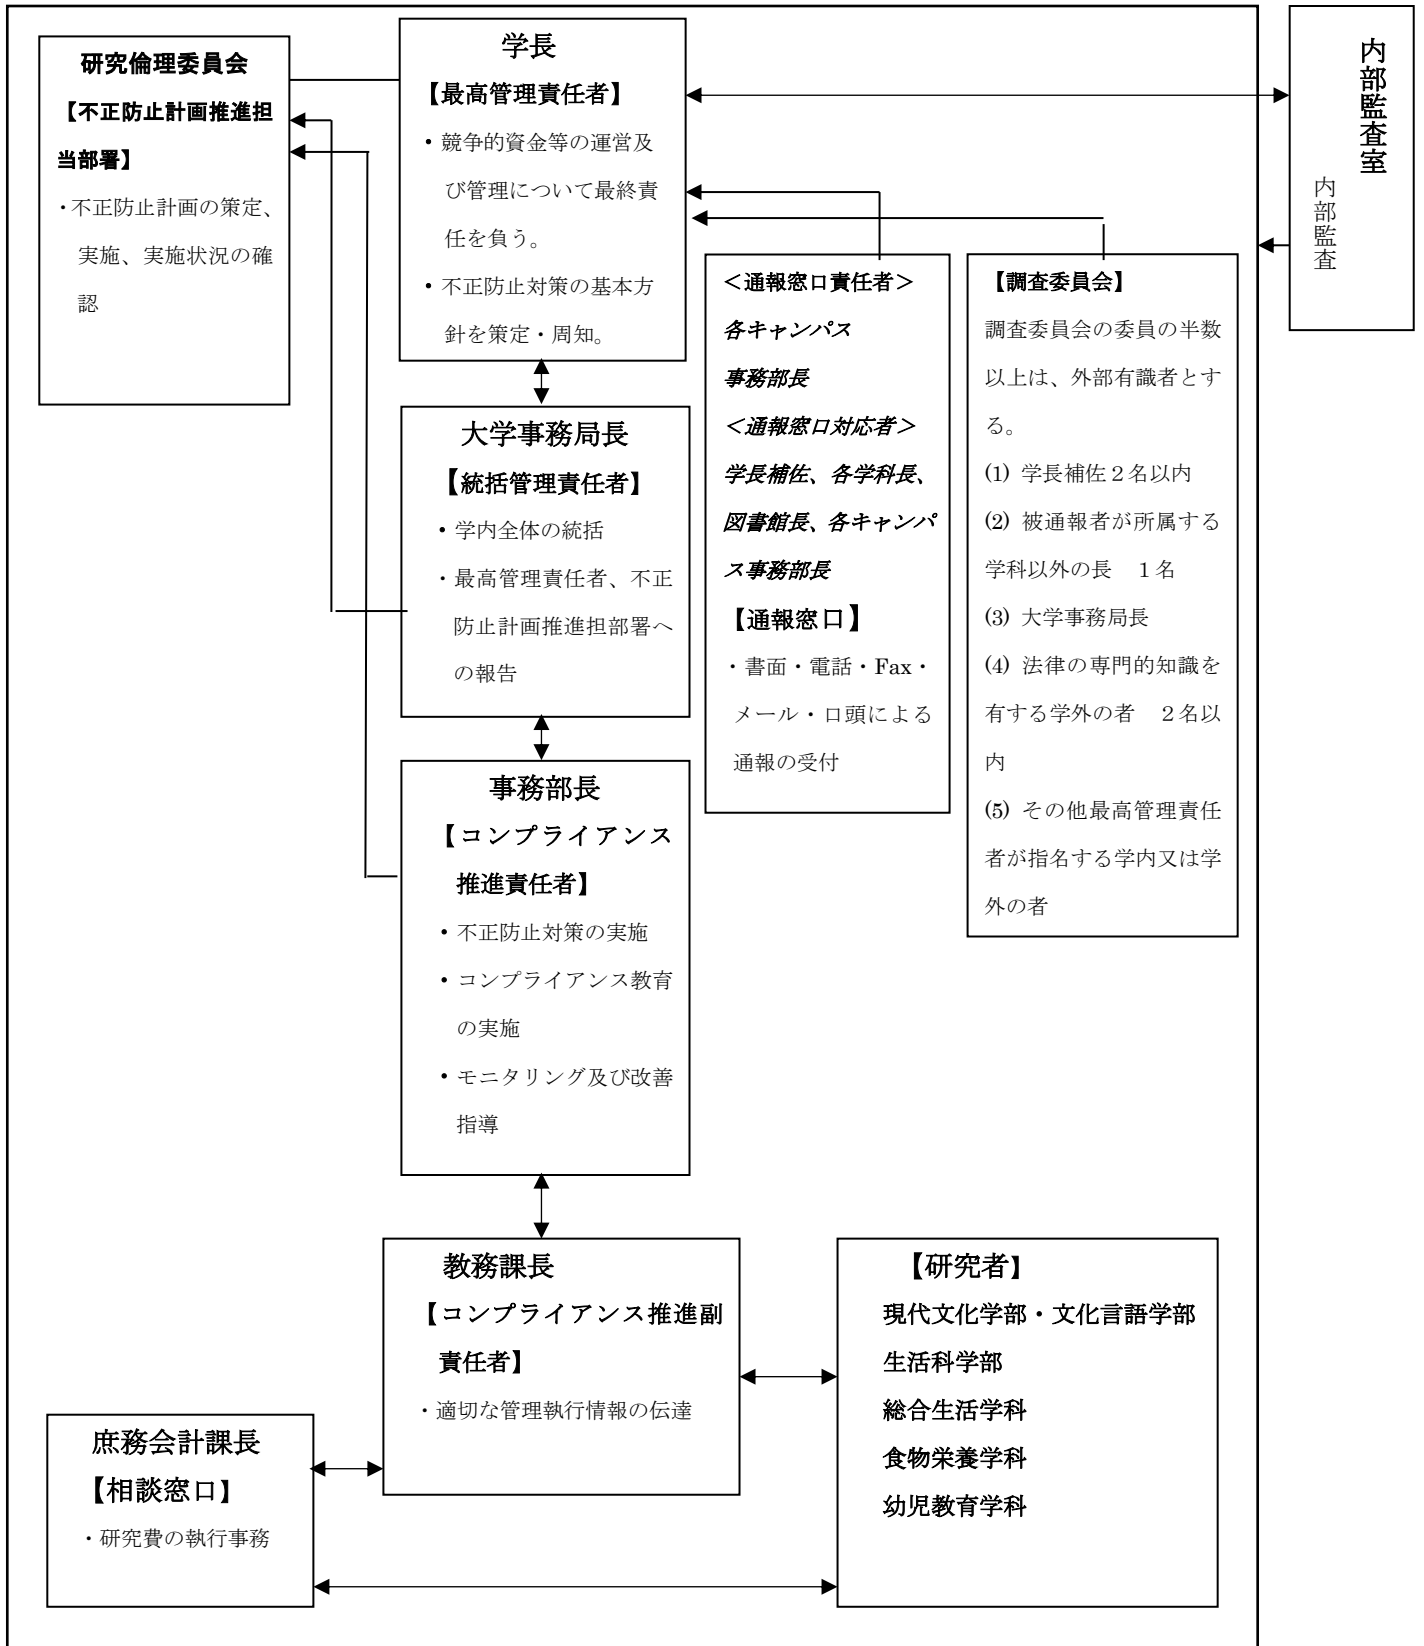 研究倫理委員会
【不正防止計画推進担
当部署】
・不正防止計画の策定、
実施、実施状況の確
認
学長
【最高管理責任者】
・競争的資金等の運営及
び管理について最終責
任を負う。
・不正防止対策の基本方
針を策定・周知。
内部監査室
内部監査
大学事務局長
【統括管理責任者】
・学内全体の統括
・最高管理責任者、不正
防止計画推進担部署へ
の報告
＜通報窓口責任者＞
各キャンパス
事務部長
＜通報窓口対応者＞
学長補佐、各学科長、
図書館長、各キャンパ
ス事務部長
【通報窓口】
・書面・電話・Fax・
メール・口頭による
通報の受付
【調査委員会】
調査委員会の委員の半数
以上は、外部有識者とす
る。
(1) 学長補佐２名以内
(2) 被通報者が所属する
学科以外の長　１名
(3) 大学事務局長
(4) 法律の専門的知識を
有する学外の者　２名以
内
(5) その他最高管理責任
者が指名する学内又は学
外の者
事務部長
【コンプライアンス
推進責任者】
・不正防止対策の実施
・コンプライアンス教育
の実施
・モニタリング及び改善
指導
教務課長
【コンプライアンス推進副
責任者】
・適切な管理執行情報の伝達
【研究者】
現代文化学部・文化言語学部
生活科学部
総合生活学科
食物栄養学科
幼児教育学科
庶務会計課長
【相談窓口】
・研究費の執行事務